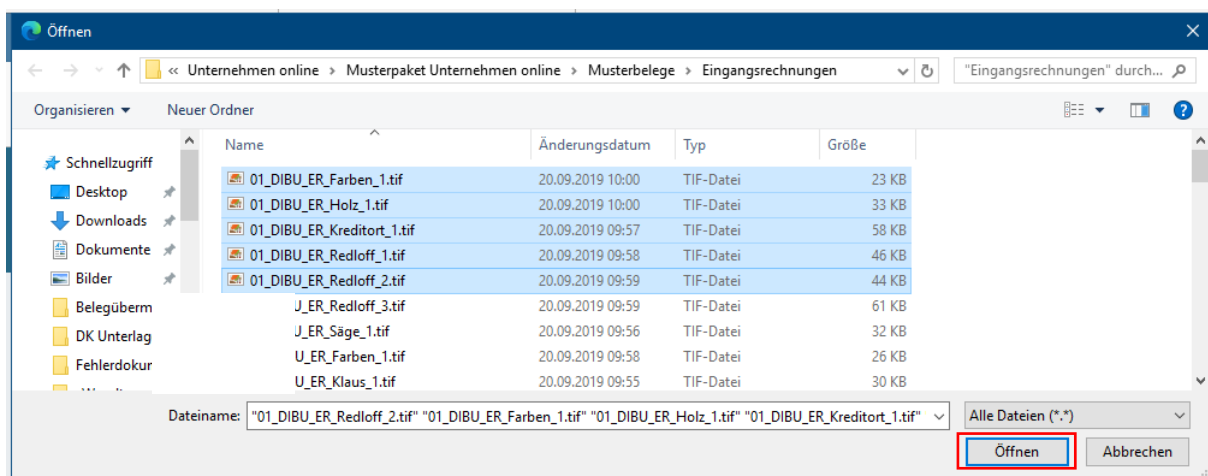 Öffnen
« Unternehmen online > Musterpaket Unternehmen online > Musterbelege > Eingangsrechnungen "Eingangsrechnungen" durch...
Organisieren Neuer Ordner
Name Änderungsdatum Typ Größe
Schnellzugriff
Desktop
Downloads
Dokumente
Bilder
Belegüberm
DK Unterlag
Fehlerdokur
01_DIBU_ER_Farben_1.tif 20.09.2019 10:00 TIF-Datei 23 KB
01_DIBU_ER_Holz_1.tif 20.09.2019 10:00 TIF-Datei 33 KB
01_DIBU_ER_Kreditort_1.tif 20.09.2019 09:57 TIF-Datei 58 KB
01_DIBU_ER_Redloff_1.tif 20.09.2019 09:58 TIF-Datei 46 KB
01_DIBU_ER_Redloff_2.tif 20.09.2019 09:59 TIF-Datei 44 KB
U_ER_Redloff_3.tif 20.09.2019 09:59 TIF-Datei 61 KB
U_ER_Säge_1.tif 20.09.2019 09:56 TIF-Datei 32 KB
U_ER_Farben_1.tif 20.09.2019 09:58 TIF-Datei 26 KB
U_ER_Klaus_1.tif 20.09.2019 09:55 TIF-Datei 30 KB
Dateiname: "01_DIBU_ER_Redloff_2.tif" "01_DIBU_ER_Farben_1.tif" "01_DIBU_ER_Holz_1.tif" "01_DIBU_ER_Kreditort_1.tif" Alle Dateien (*.*)
Öffnen Abbrechen